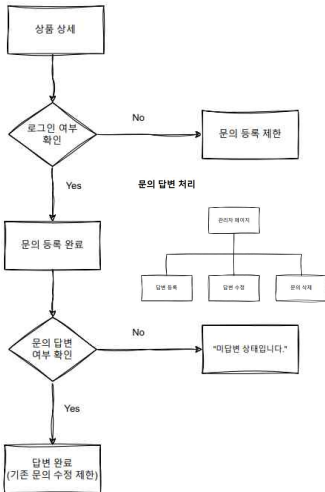 상품 상세
로그인 여부
확인
No
문의 등록 제한
Yes
문의 답변 처리
관리자 페이지
문의 등록 완료
답변 등록
답변 수정
문의 삭제
문의 답변
여부 확인
No
"미답변 상태입니다."
Yes
답변 완료
(기존 문의 수정 제한)